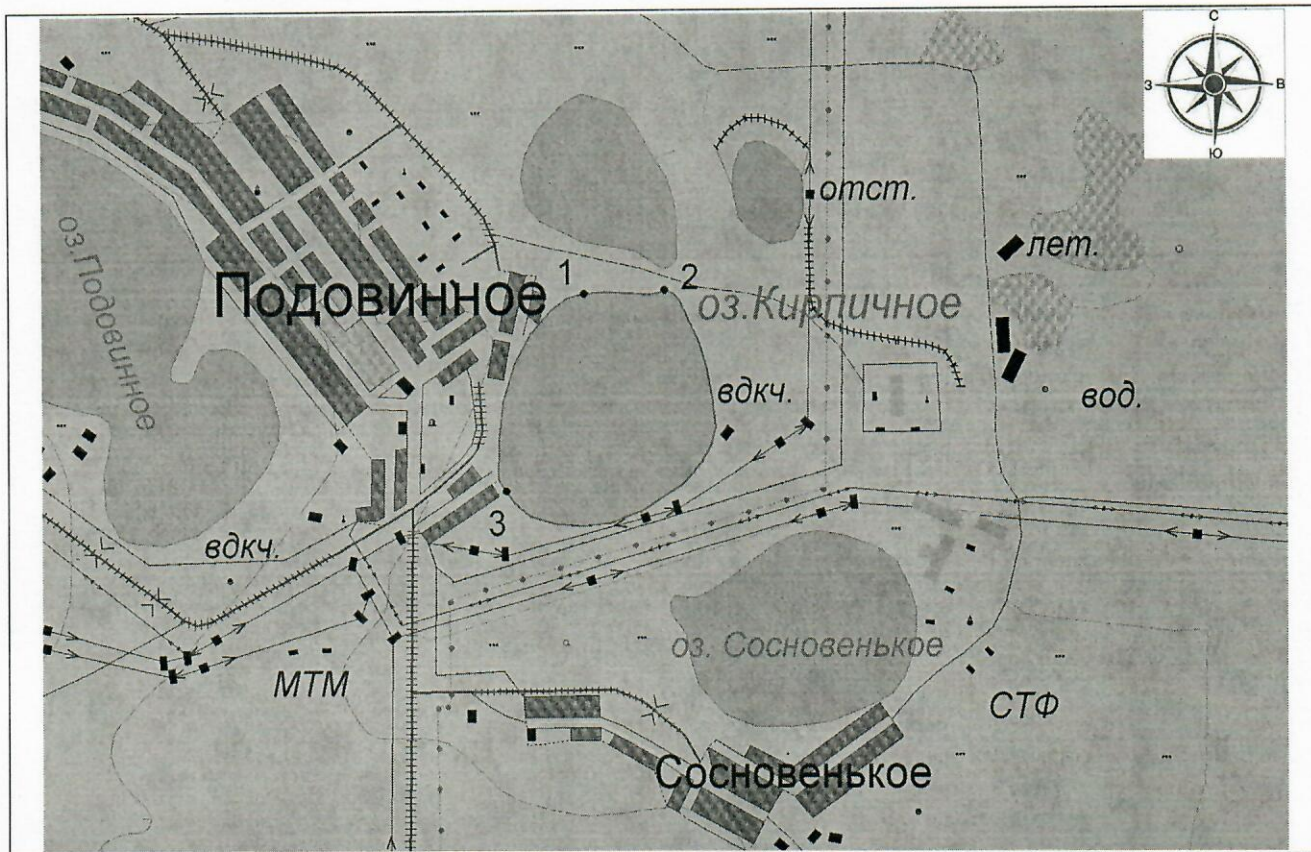 С
З
В
Ю
отст.
лет.
оз.Подовинное
Подовинное
1
2
оз.Кирпичное
вдкч.
вод.
3
вдкч.
оз. Сосновенькое
МТМ
СТФ
Сосновенькое